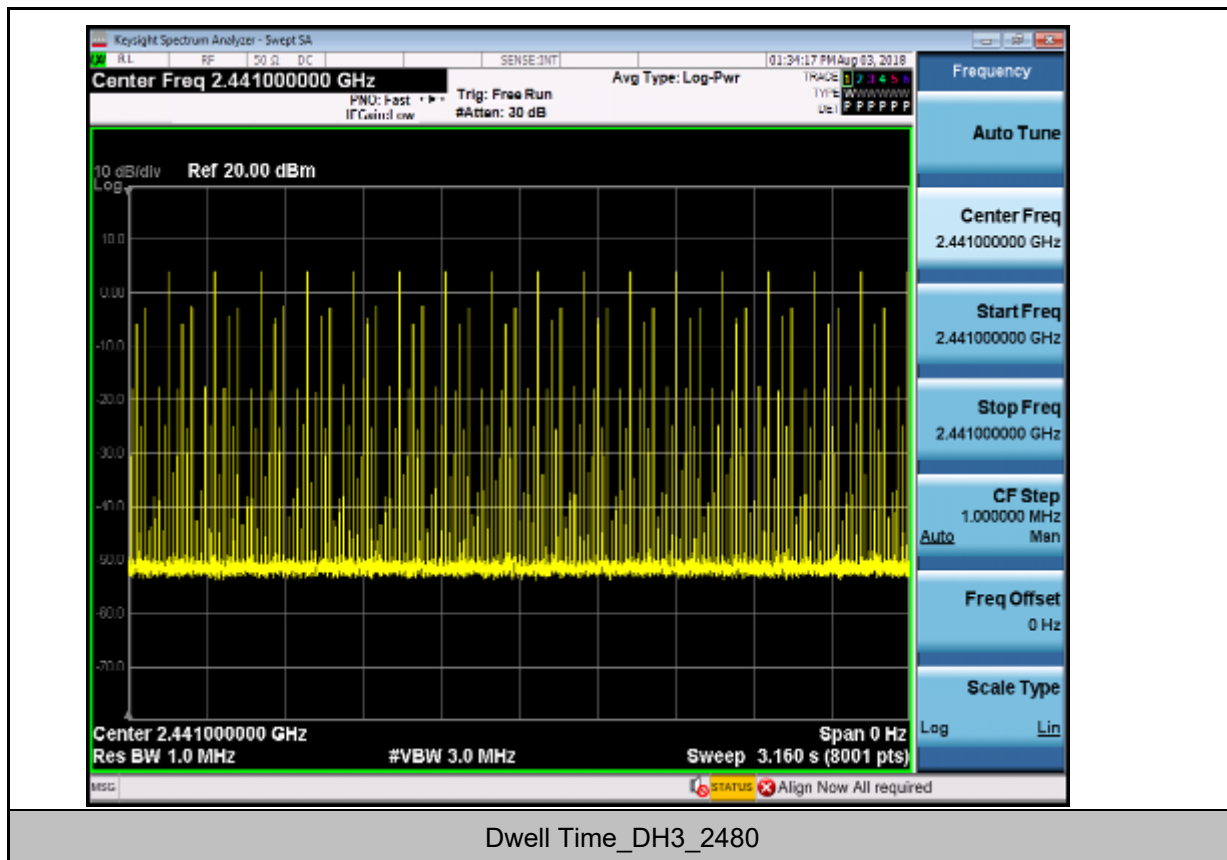 Keysight Spectrum Analyzer - Swept SA
RL RF 50 Ω DC SENSE:INT 01:34:17 PM Aug 03, 2018
Center Freq 2.441000000 GHz
PNO: Fast
IFGain:Low
Trig: Free Run
#Atten: 30 dB
Avg Type: Log-Pwr
TRACE 1 2 3 4 5 6
TYPE WWWWWW
DET P P P P P P
10 dB/div Ref 20.00 dBm
Log
10.0
0.00
-10.0
-20.0
-30.0
-40.0
-50.0
-60.0
-70.0
Center 2.441000000 GHz Span 0 Hz
Res BW 1.0 MHz #VBW 3.0 MHz Sweep 3.160 s (8001 pts)
MSG STATUS Align Now All required
Frequency
Auto Tune
Center Freq
2.441000000 GHz
Start Freq
2.441000000 GHz
Stop Freq
2.441000000 GHz
CF Step
1.000000 MHz
Auto Man
Freq Offset
0 Hz
Scale Type
Log Lin
Dwell Time_DH3_2480